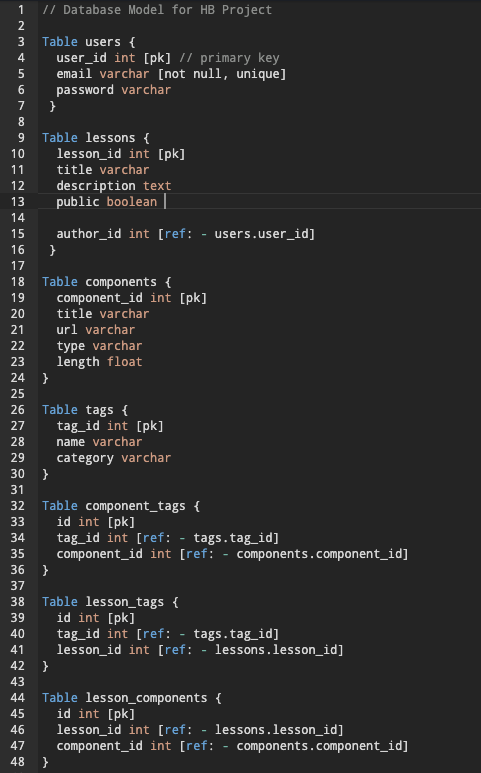 1 // Database Model for HB Project
2
3 Table users {
4   user_id int [pk] // primary key
5   email varchar [not null, unique]
6   password varchar
7  }
8
9 Table lessons {
10   lesson_id int [pk]
11   title varchar
12   description text
13   public boolean
14
15   author_id int [ref: - users.user_id]
16  }
17
18 Table components {
19   component_id int [pk]
20   title varchar
21   url varchar
22   type varchar
23   length float
24 }
25
26 Table tags {
27   tag_id int [pk]
28   name varchar
29   category varchar
30 }
31
32 Table component_tags {
33   id int [pk]
34   tag_id int [ref: - tags.tag_id]
35   component_id int [ref: - components.component_id]
36 }
37
38 Table lesson_tags {
39   id int [pk]
40   tag_id int [ref: - tags.tag_id]
41   lesson_id int [ref: - lessons.lesson_id]
42 }
43
44 Table lesson_components {
45   id int [pk]
46   lesson_id int [ref: - lessons.lesson_id]
47   component_id int [ref: - components.component_id]
48 }